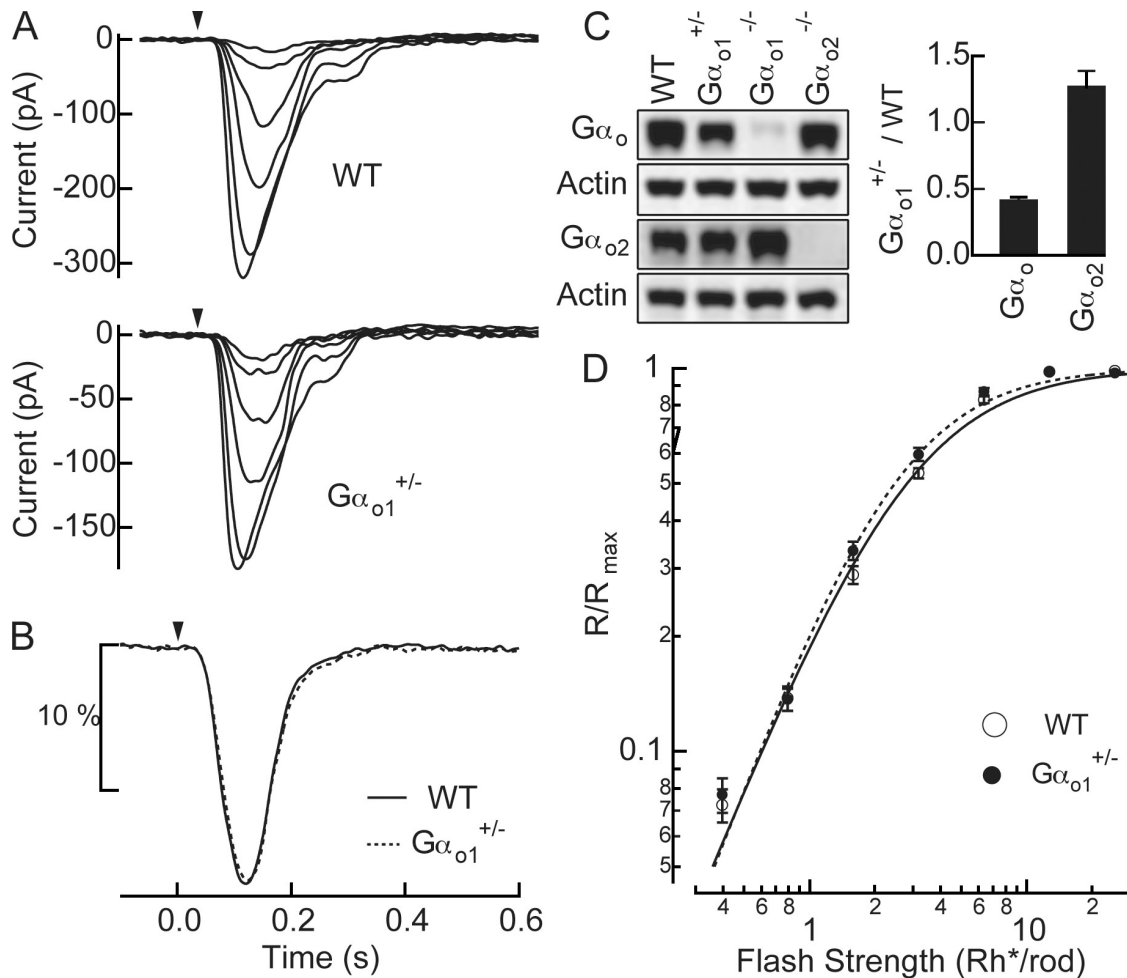 A
0
-100
-200
-300
Current (pA)
WT
0
-50
-100
-150
Current (pA)
Gαo1+/-
B
10 %
WT
Gαo1+/-
0.0 0.2 0.4 0.6
Time (s)
C
WT
Gαo1+/-
Gαo1-/-
Gαo2-/-
Gαo
Actin
Gαo2
Actin
1.5
1.0
0.5
0.0
Gαo1+/- / WT
Gαo
Gαo2
D
1
8
7
6
5
4
3
2
0.1
8
7
6
5
R/Rmax
WT
Gαo1+/-
4 6 8 1 2 4 6 8 10 2
Flash Strength (Rh*/rod)